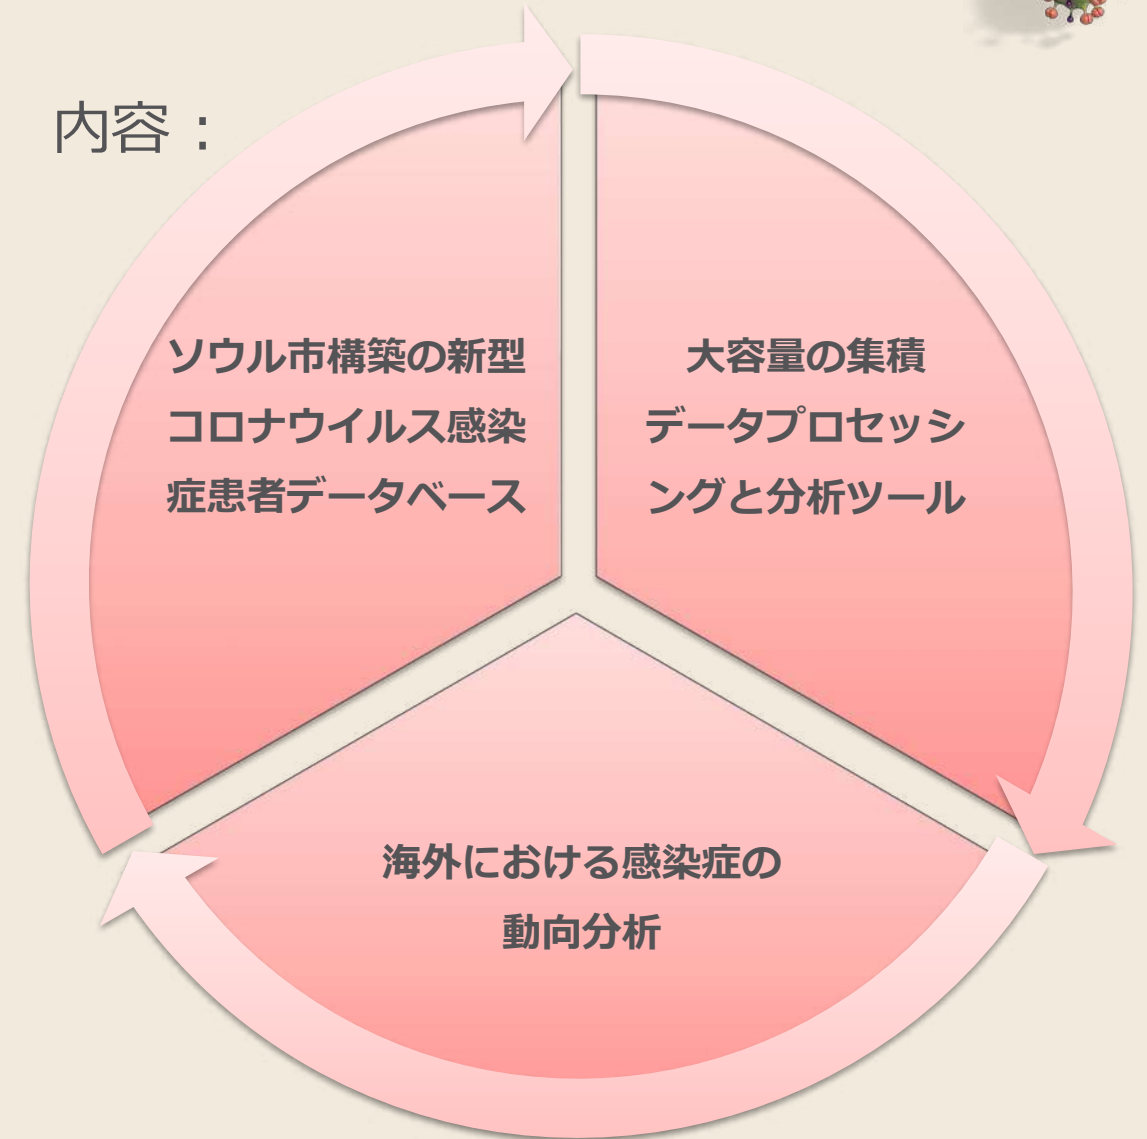 内容：
ソウル市構築の新型
コロナウイルス感染
症患者データベース
大容量の集積
データプロセッシ
ングと分析ツール
海外における感染症の
動向分析